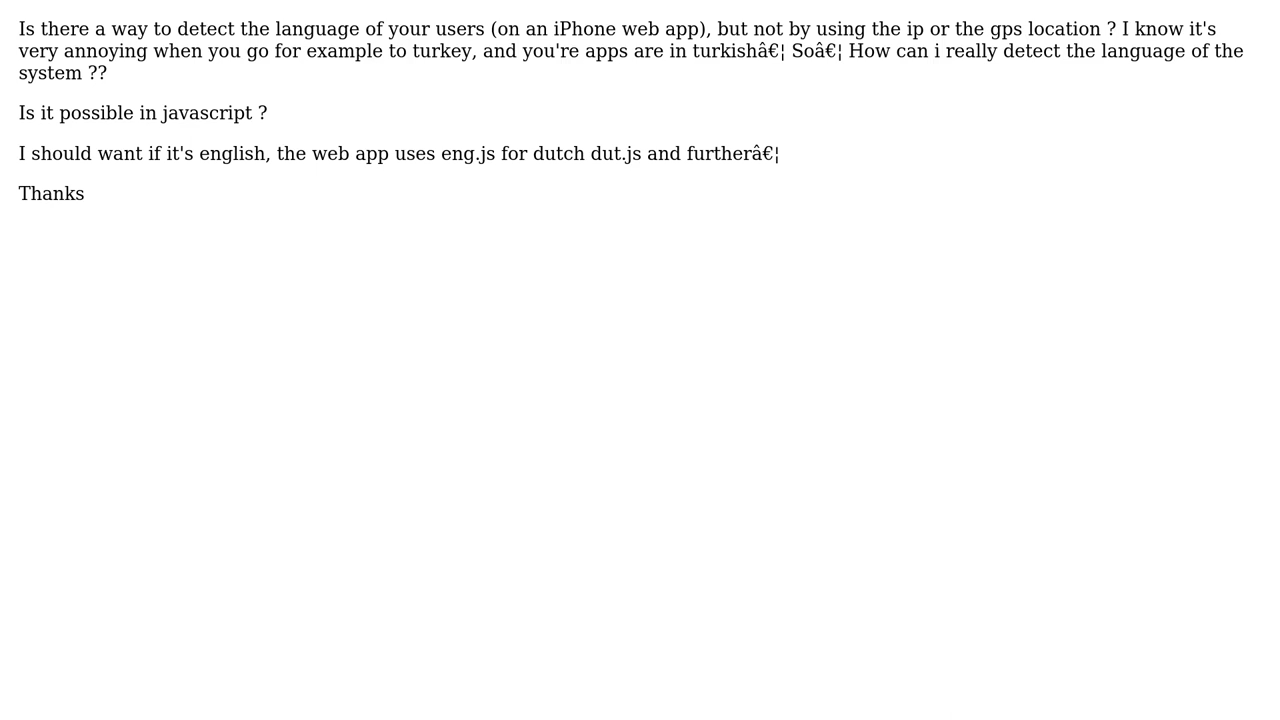 Is there a way to detect the language of your users (on an iPhone web app), but not by using the ip or the gps location ? I know it's
very annoying when you go for example to turkey, and you're apps are in turkishâ€¦ Soâ€¦ How can i really detect the language of the
system ??
Is it possible in javascript ?
I should want if it's english, the web app uses eng.js for dutch dut.js and furtherâ€¦
Thanks